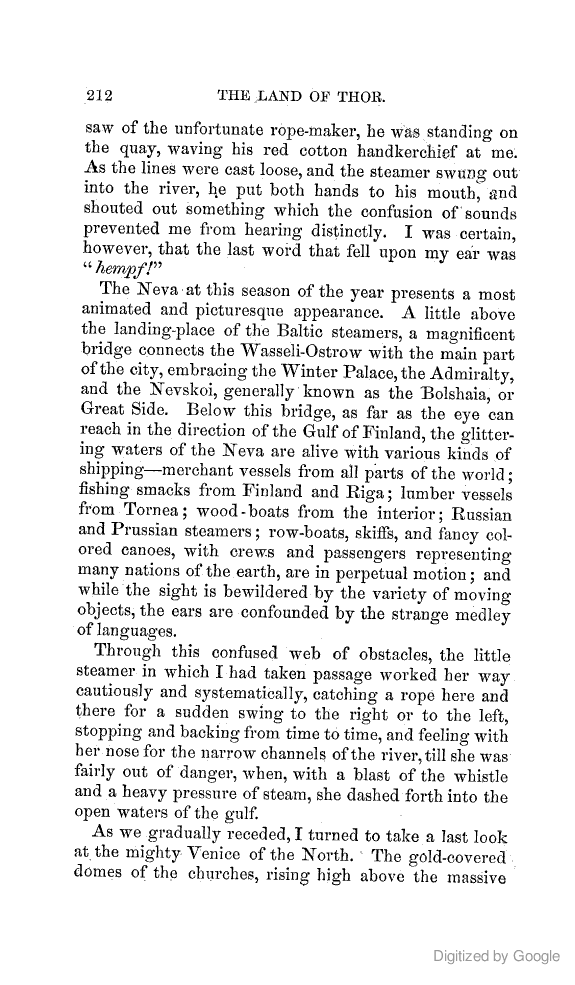 212 THE LAND OF THOR.
saw of the unfortunate rope-maker, he was standing on
the quay, waving his red cotton handkerchief at me.
As the lines were cast loose, and the steamer swung out
into the river, he put both hands to his mouth, and
shouted out something which the confusion of sounds
prevented me from hearing distinctly. I was certain,
however, that the last word that fell upon my ear was
"hempf!"
The Neva at this season of the year presents a most
animated and picturesque appearance. A little above
the landing-place of the Baltic steamers, a magnificent
bridge connects the Wasseli-Ostrow with the main part
of the city, embracing the Winter Palace, the Admiralty,
and the Nevskoi, generally known as the Bolshaia, or
Great Side. Below this bridge, as far as the eye can
reach in the direction of the Gulf of Finland, the glitter-
ing waters of the Neva are alive with various kinds of
shipping—merchant vessels from all parts of the world;
fishing smacks from Finland and Riga; lumber vessels
from Tornea; wood-boats from the interior; Russian
and Prussian steamers; row-boats, skiffs, and fancy col-
ored canoes, with crews and passengers representing
many nations of the earth, are in perpetual motion; and
while the sight is bewildered by the variety of moving
objects, the ears are confounded by the strange medley
of languages.
Through this confused web of obstacles, the little
steamer in which I had taken passage worked her way
cautiously and systematically, catching a rope here and
there for a sudden swing to the right or to the left,
stopping and backing from time to time, and feeling with
her nose for the narrow channels of the river, till she was
fairly out of danger, when, with a blast of the whistle
and a heavy pressure of steam, she dashed forth into the
open waters of the gulf.
As we gradually receded, I turned to take a last look
at the mighty Venice of the North. The gold-covered
domes of the churches, rising high above the massive
Digitized by Google